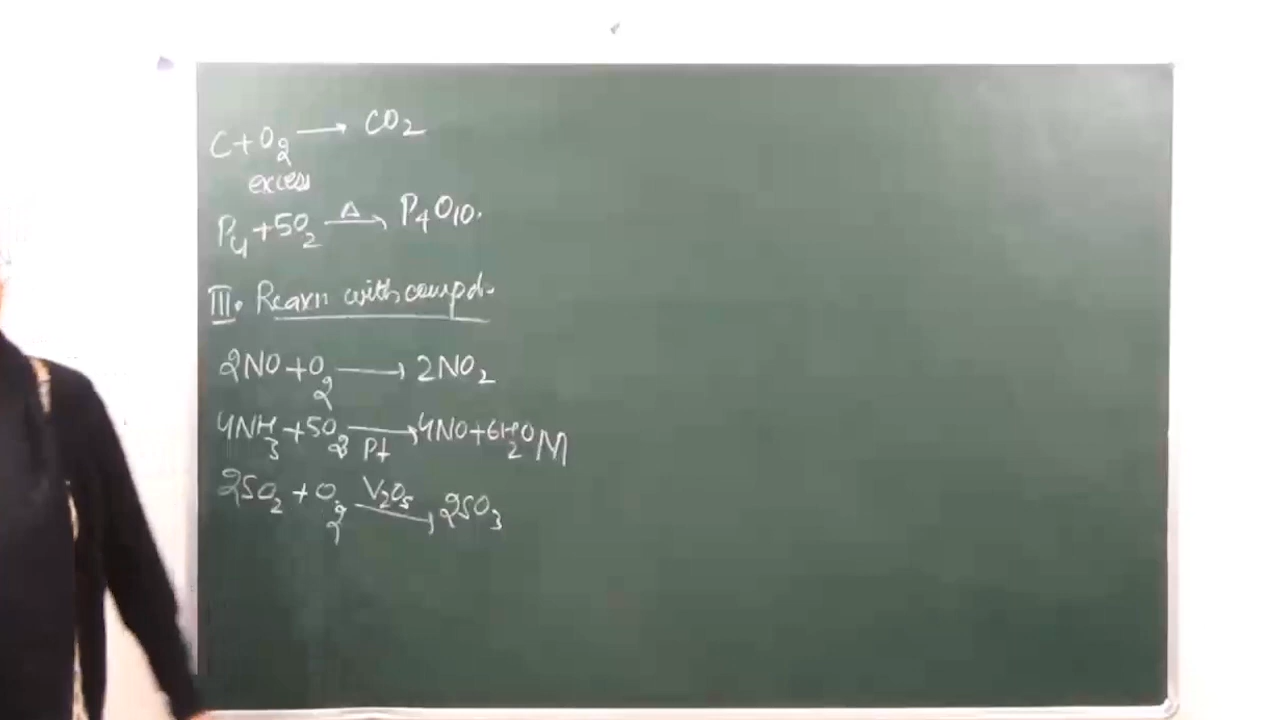 C+O₂ → CO₂
excess
P₄+5O₂ —Δ→ P₄O₁₀.
III. Reaxn with compd.
2NO+O₂ → 2NO₂
4NH₃+5O₂ —Pt→ 4NO+6H₂O M
2SO₂+O₂ —V₂O₅→ 2SO₃